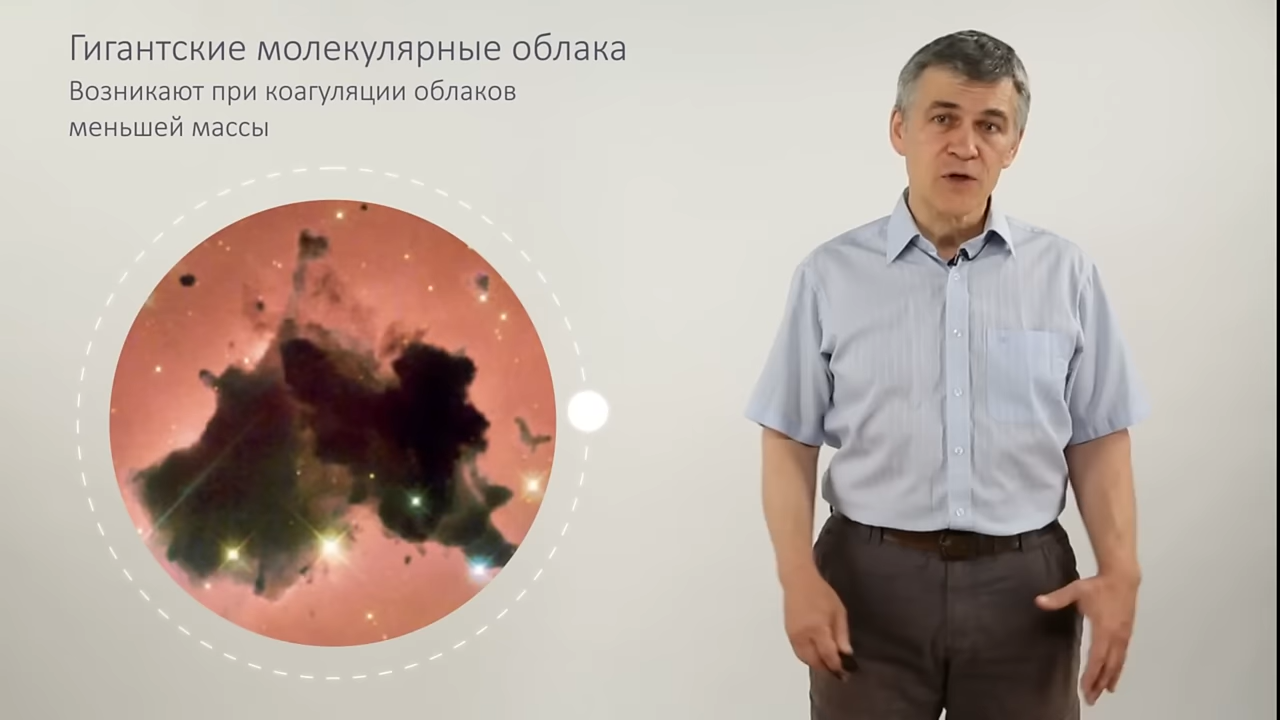 Гигантские молекулярные облака
Возникают при коагуляции облаков
меньшей массы